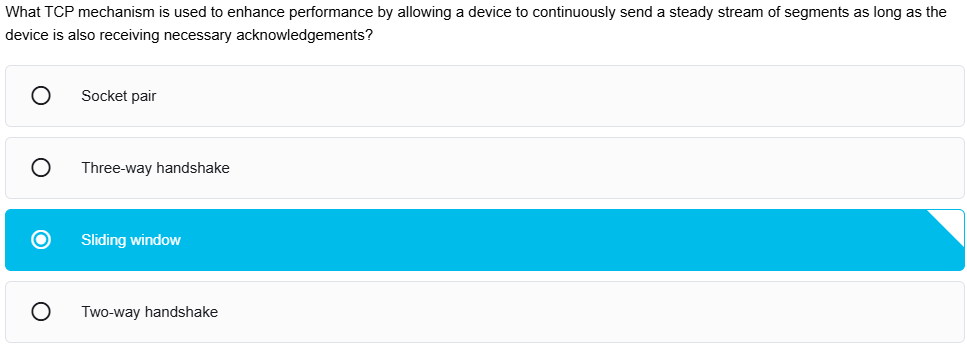 What TCP mechanism is used to enhance performance by allowing a device to continuously send a steady stream of segments as long as the
device is also receiving necessary acknowledgements?
Socket pair
Three-way handshake
Sliding window
Two-way handshake